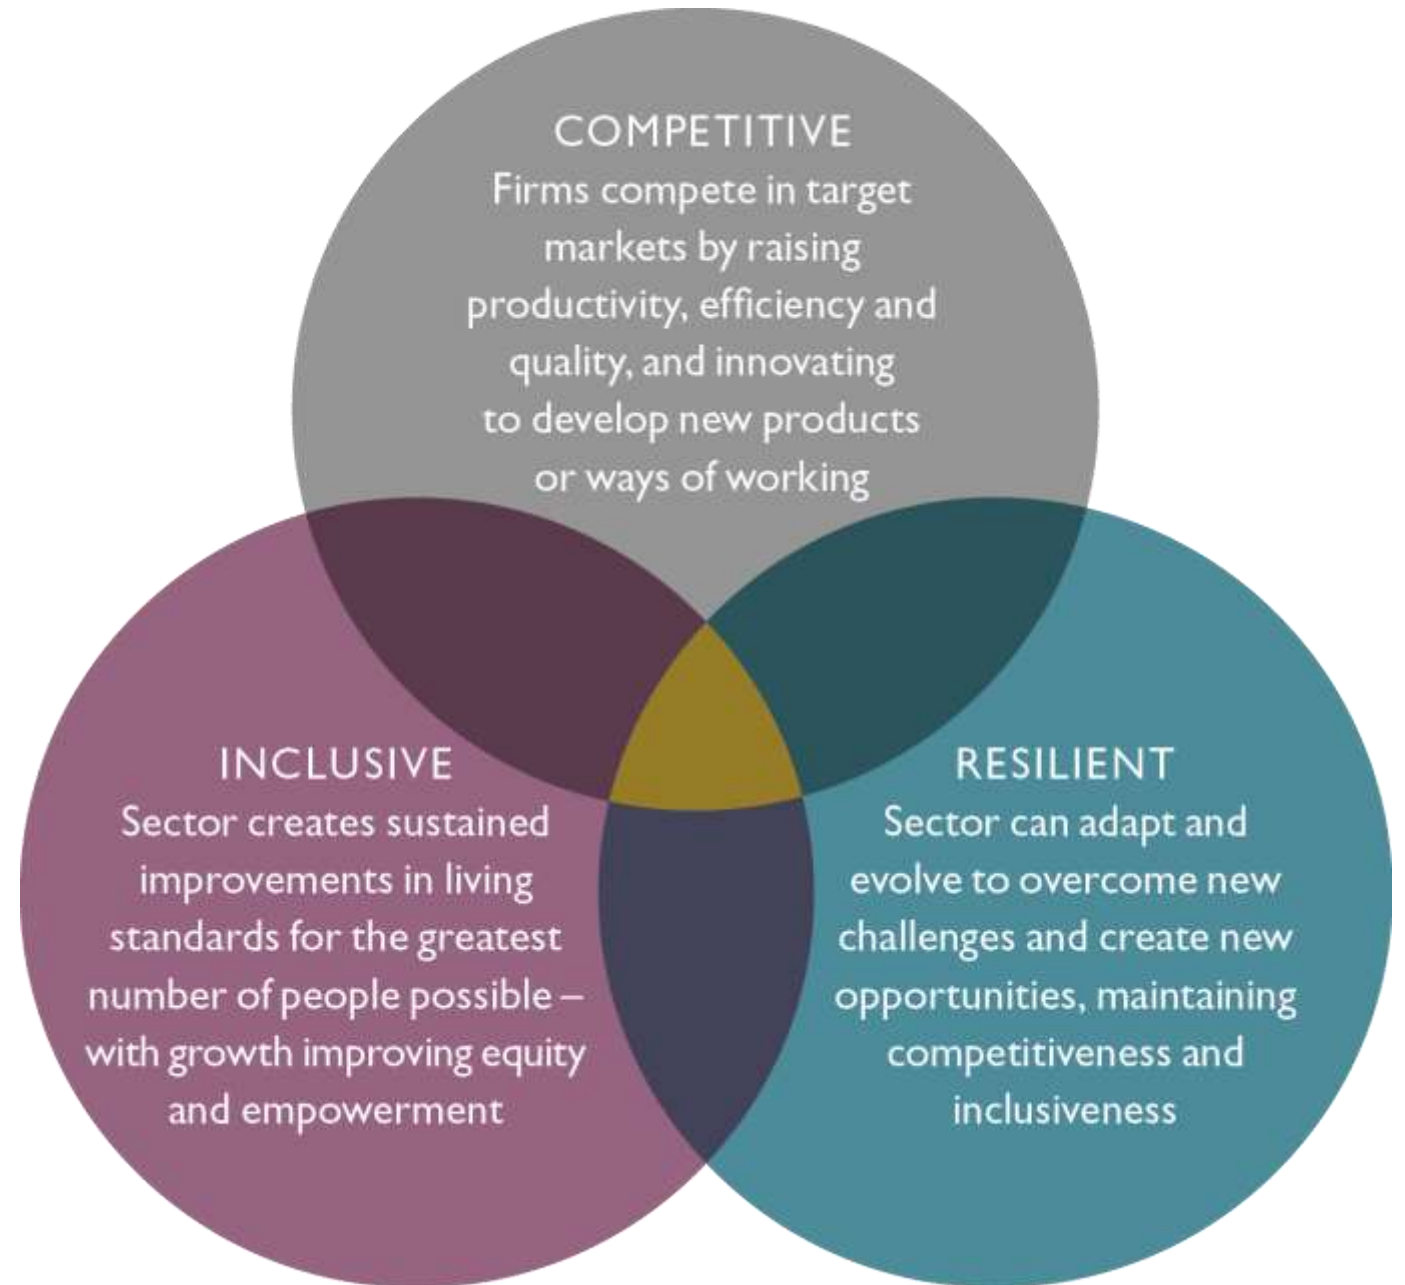 COMPETITIVE
Firms compete in target
markets by raising
productivity, efficiency and
quality, and innovating
to develop new products
or ways of working
INCLUSIVE
Sector creates sustained
improvements in living
standards for the greatest
number of people possible –
with growth improving equity
and empowerment
RESILIENT
Sector can adapt and
evolve to overcome new
challenges and create new
opportunities, maintaining
competitiveness and
inclusiveness